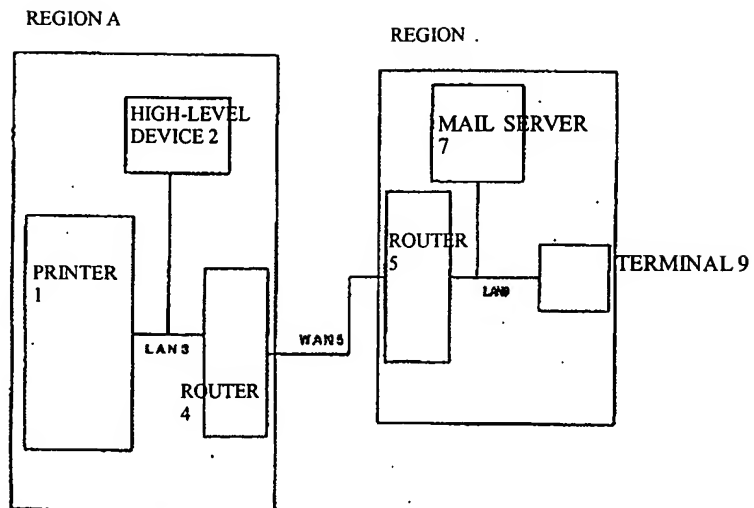 REGION A
REGION .
HIGH-LEVEL
DEVICE 2
MAIL SERVER
7
PRINTER
1
ROUTER
5
TERMINAL 9
LAN 3
WAN 5
ROUTER
4